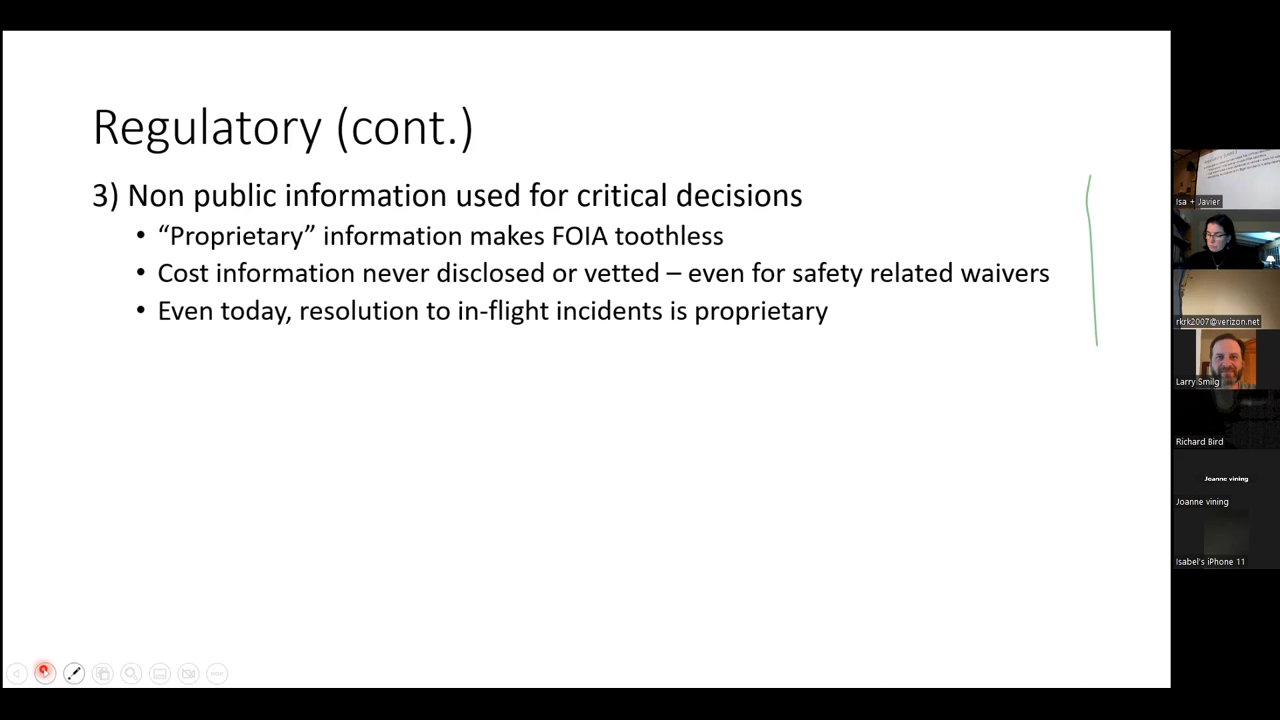 Regulatory (cont.)
3) Non public information used for critical decisions
• “Proprietary” information makes FOIA toothless
• Cost information never disclosed or vetted – even for safety related waivers
• Even today, resolution to in-flight incidents is proprietary
Isa + Javier
rkrk2007@verizon.net
Larry Smilg
Richard Bird
Joanne vining
Joanne vining
Isabel's iPhone 11